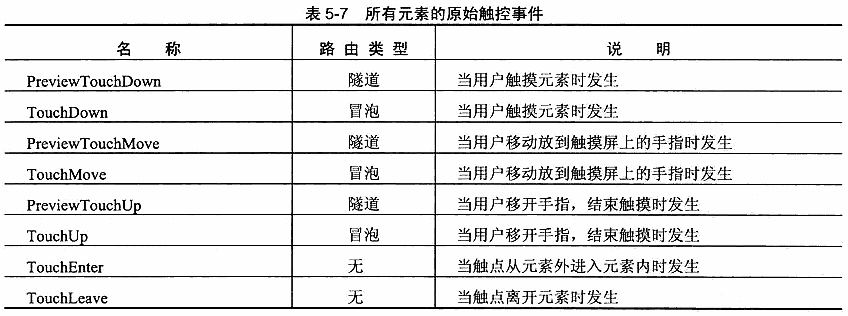 表 5-7 所有元素的原始触控事件
名 称 路 由 类 型 说 明
PreviewTouchDown 隧道 当用户触摸元素时发生
TouchDown 冒泡 当用户触摸元素时发生
PreviewTouchMove 隧道 当用户移动放到触摸屏上的手指时发生
TouchMove 冒泡 当用户移动放到触摸屏上的手指时发生
PreviewTouchUp 隧道 当用户移开手指，结束触摸时发生
TouchUp 冒泡 当用户移开手指，结束触摸时发生
TouchEnter 无 当触点从元素外进入元素内时发生
TouchLeave 无 当触点离开元素时发生